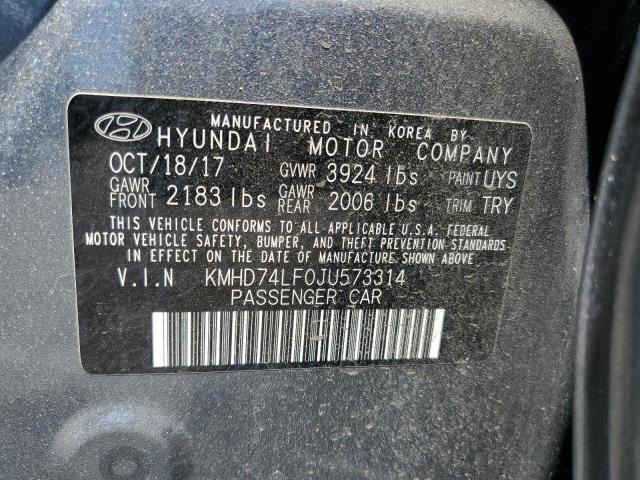 MANUFACTURED IN KOREA BY:
HYUNDAI MOTOR COMPANY
OCT/18/17 GVWR 3924 lbs PAINT UYS
GAWR FRONT 2183 lbs GAWR REAR 2006 lbs TRIM TRY
THIS VEHICLE CONFORMS TO ALL APPLICABLE U.S.A. FEDERAL
MOTOR VEHICLE SAFETY, BUMPER, AND THEFT PREVENTION STANDARDS
IN EFFECT ON THE DATE OF MANUFACTURE SHOWN ABOVE.
V.I.N KMHD74LF0JU573314
PASSENGER CAR